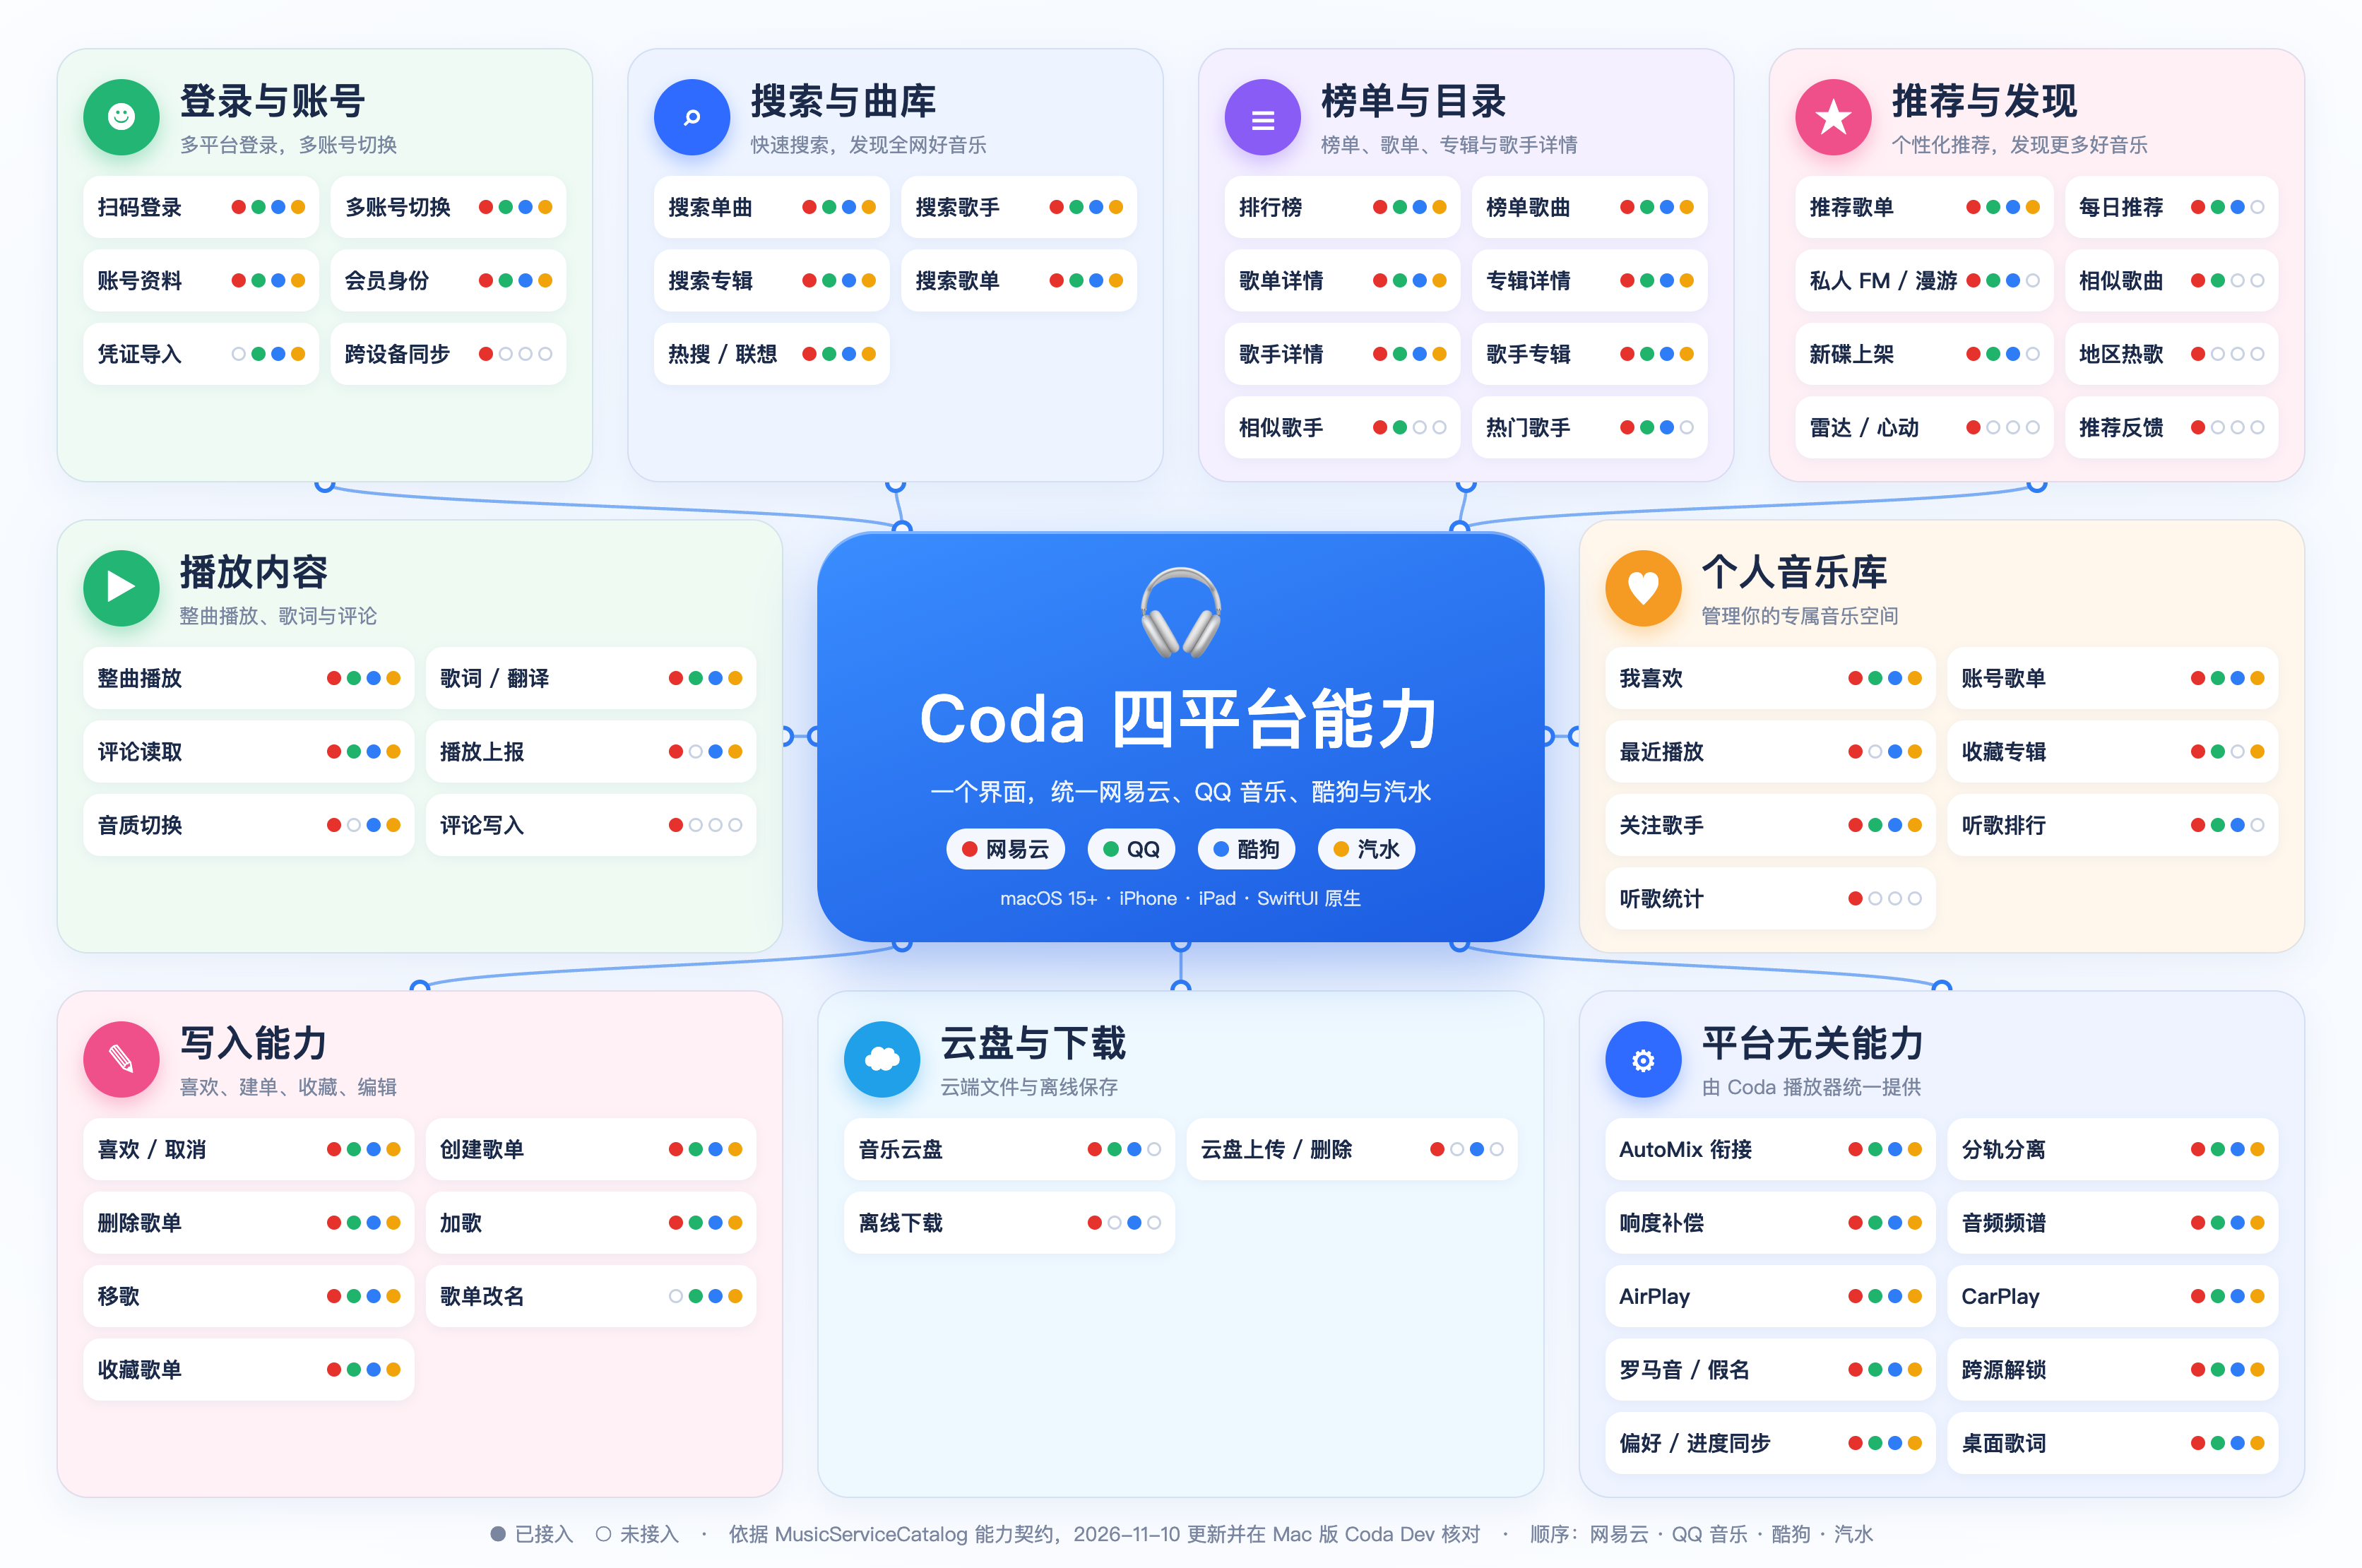 登录与账号
多平台登录，多账号切换
扫码登录
多账号切换
账号资料
会员身份
凭证导入
跨设备同步
搜索与曲库
快速搜索，发现全网好音乐
搜索单曲
搜索歌手
搜索专辑
搜索歌单
热搜 / 联想
榜单与目录
榜单、歌单、专辑与歌手详情
排行榜
榜单歌曲
歌单详情
专辑详情
歌手详情
歌手专辑
相似歌手
热门歌手
推荐与发现
个性化推荐，发现更多好音乐
推荐歌单
每日推荐
私人 FM / 漫游
相似歌曲
新碟上架
地区热歌
雷达 / 心动
推荐反馈
播放内容
整曲播放、歌词与评论
整曲播放
歌词 / 翻译
评论读取
播放上报
音质切换
评论写入
Coda 四平台能力
一个界面，统一网易云、QQ 音乐、酷狗与汽水
网易云
QQ
酷狗
汽水
macOS 15+ · iPhone · iPad · SwiftUI 原生
个人音乐库
管理你的专属音乐空间
我喜欢
账号歌单
最近播放
收藏专辑
关注歌手
听歌排行
听歌统计
写入能力
喜欢、建单、收藏、编辑
喜欢 / 取消
创建歌单
删除歌单
加歌
移歌
歌单改名
收藏歌单
云盘与下载
云端文件与离线保存
音乐云盘
云盘上传 / 删除
离线下载
平台无关能力
由 Coda 播放器统一提供
AutoMix 衔接
分轨分离
响度补偿
音频频谱
AirPlay
CarPlay
罗马音 / 假名
跨源解锁
偏好 / 进度同步
桌面歌词
已接入 未接入 · 依据 MusicServiceCatalog 能力契约，2026-11-10 更新并在 Mac 版 Coda Dev 核对 · 顺序：网易云 · QQ 音乐 · 酷狗 · 汽水